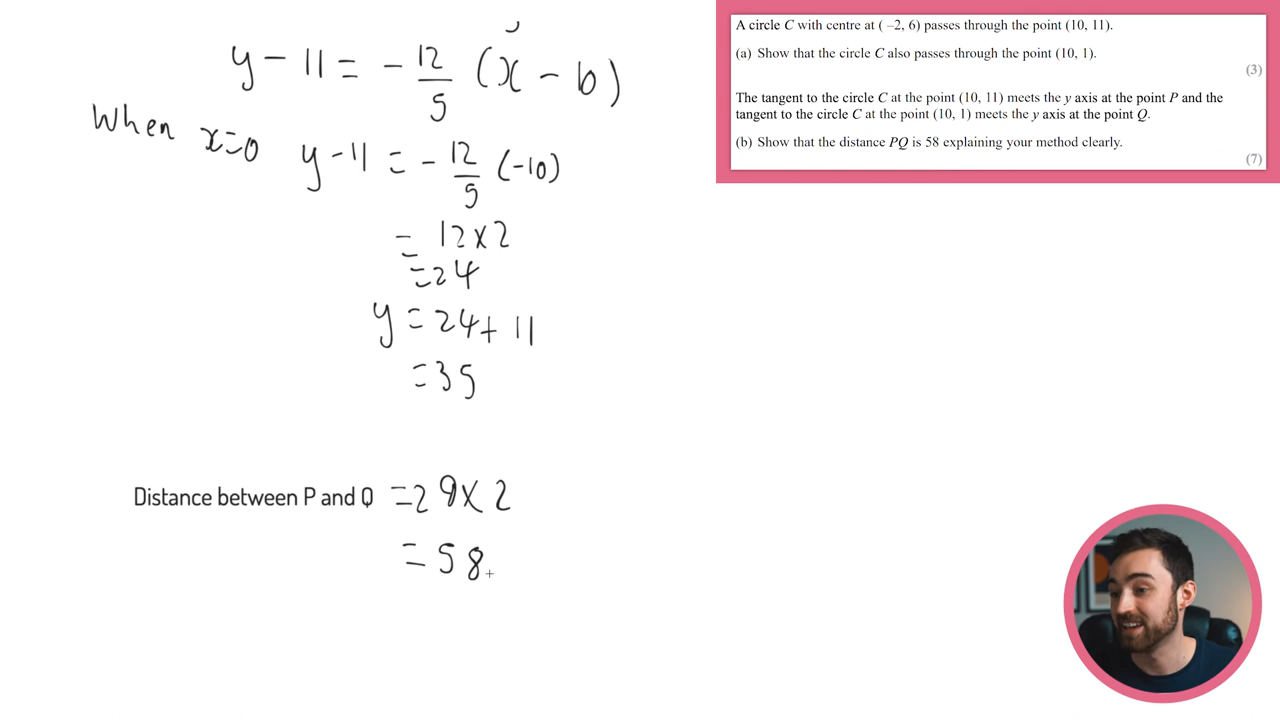 y - 11 = - 12/5 (x - 10)
When x=0 y - 11 = - 12/5 (-10)
= 12 x 2
= 24
y = 24 + 11
= 35
Distance between P and Q = 29 x 2
= 58
A circle C with centre at ( –2, 6) passes through the point (10, 11).
(a) Show that the circle C also passes through the point (10, 1).
(3)
The tangent to the circle C at the point (10, 11) meets the y axis at the point P and the
tangent to the circle C at the point (10, 1) meets the y axis at the point Q.
(b) Show that the distance PQ is 58 explaining your method clearly.
(7)